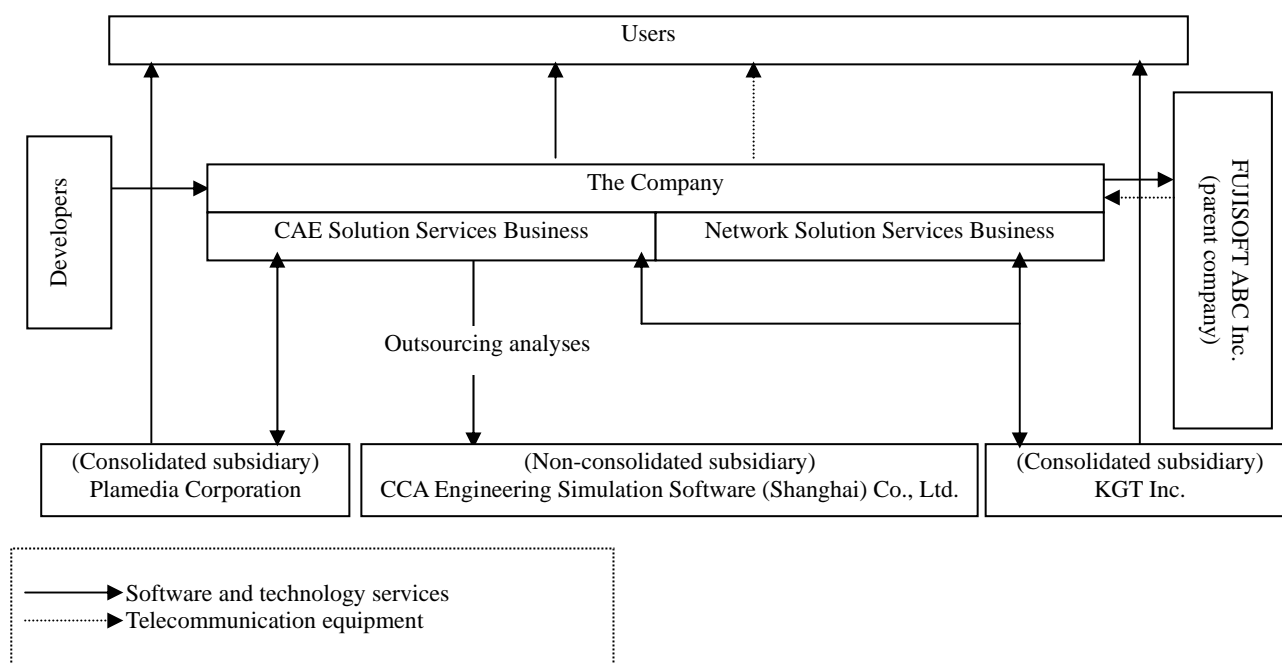 Users
Developers
The Company
CAE Solution Services Business
Network Solution Services Business
FUJISOFT ABC Inc.
(parent company)
Outsourcing analyses
(Consolidated subsidiary)
Plamedia Corporation
(Non-consolidated subsidiary)
CCA Engineering Simulation Software (Shanghai) Co., Ltd.
(Consolidated subsidiary)
KGT Inc.
Software and technology services
Telecommunication equipment